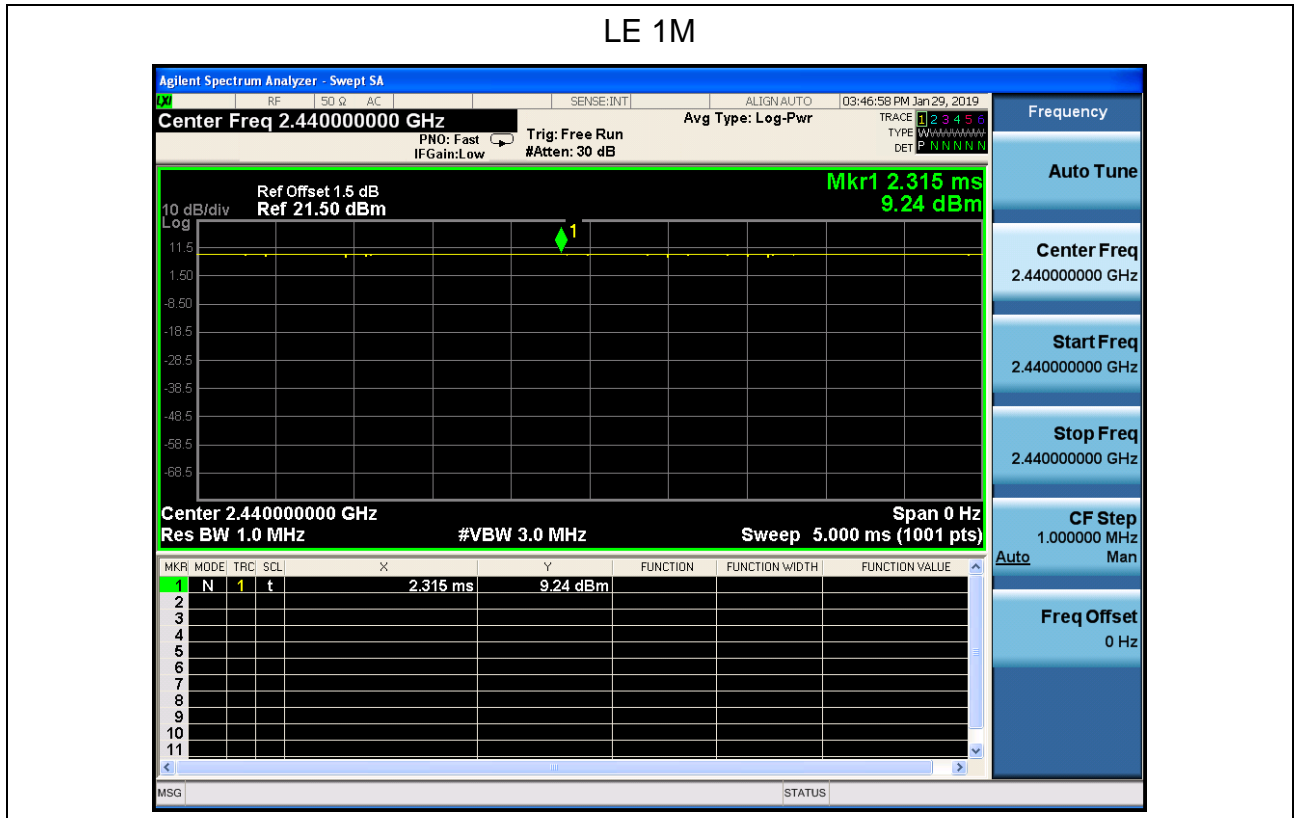 LE 1M
Agilent Spectrum Analyzer - Swept SA
LXI RF 50 Ω AC SENSE:INT ALIGN AUTO 03:46:58 PM Jan 29, 2019
Center Freq 2.440000000 GHz
PNO: Fast
IFGain:Low
Trig: Free Run
#Atten: 30 dB
Avg Type: Log-Pwr
TRACE 1 2 3 4 5 6
TYPE
DET P N N N N N
Ref Offset 1.5 dB
10 dB/div Ref 21.50 dBm
Log
Mkr1 2.315 ms
9.24 dBm
1
11.5
1.50
-8.50
-18.5
-28.5
-38.5
-48.5
-58.5
-68.5
Center 2.440000000 GHz Span 0 Hz
Res BW 1.0 MHz #VBW 3.0 MHz Sweep 5.000 ms (1001 pts)
MKR MODE TRC SCL X Y FUNCTION FUNCTION WIDTH FUNCTION VALUE
1 N 1 t 2.315 ms 9.24 dBm
2
3
4
5
6
7
8
9
10
11
MSG STATUS
Frequency
Auto Tune
Center Freq
2.440000000 GHz
Start Freq
2.440000000 GHz
Stop Freq
2.440000000 GHz
CF Step
1.000000 MHz
Auto Man
Freq Offset
0 Hz